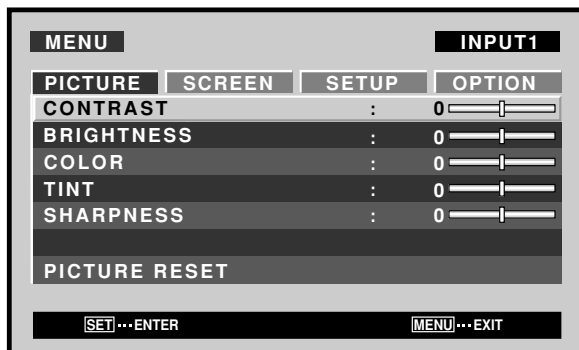 MENU INPUT1
PICTURE SCREEN SETUP OPTION
CONTRAST : 0
BRIGHTNESS : 0
COLOR : 0
TINT : 0
SHARPNESS : 0
PICTURE RESET
SET···ENTER MENU···EXIT